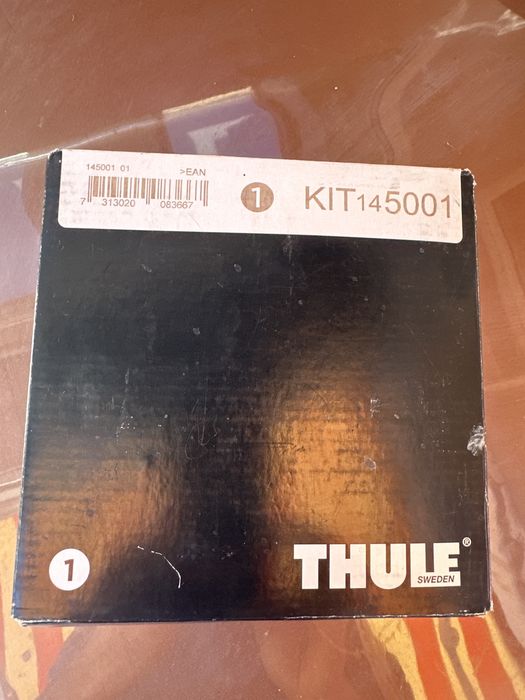 145001 01 >EAN
7 313020 083667
1 KIT145001
1
THULE®
SWEDEN